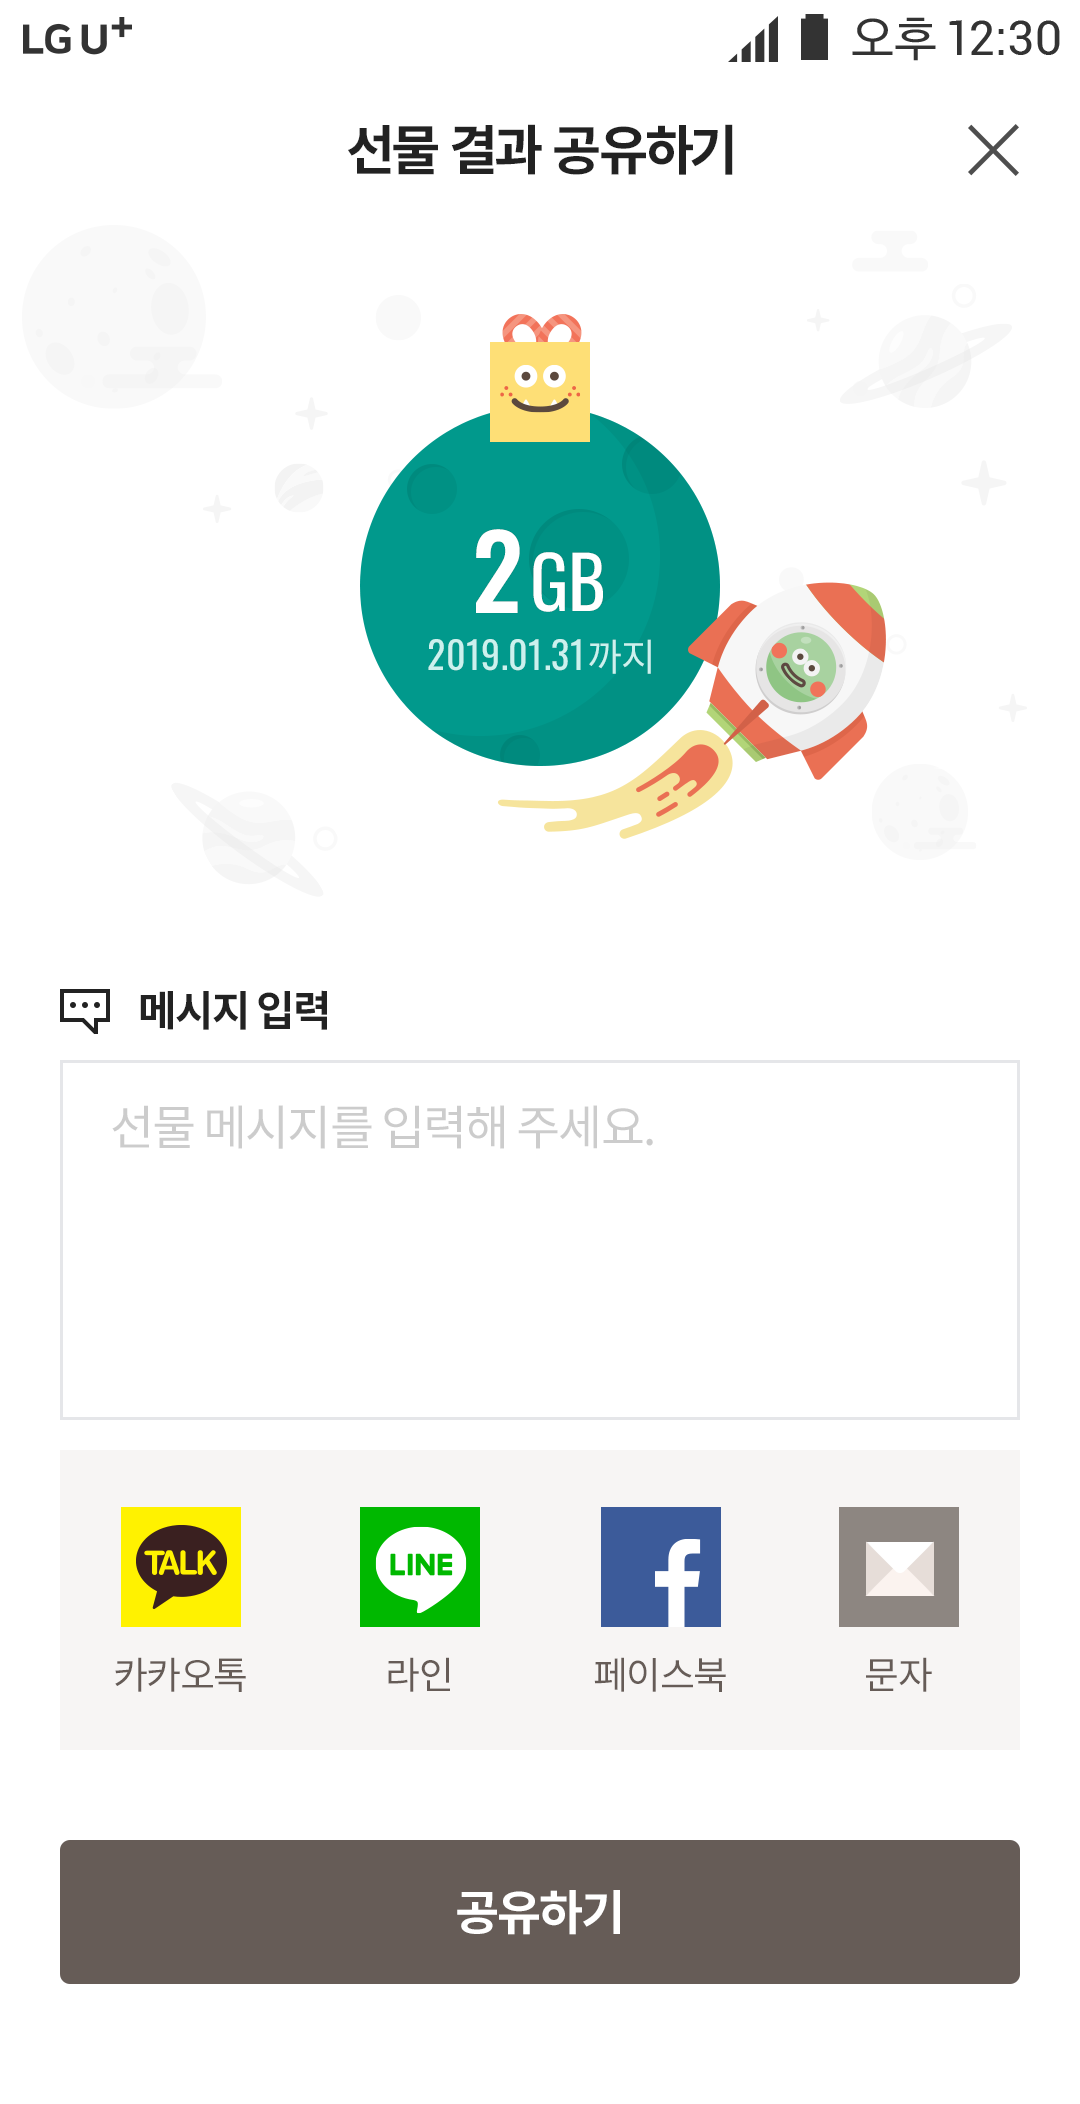 LG U+ 오후 12:30
선물 결과 공유하기
2GB
2019.01.31까지
메시지 입력
선물 메시지를 입력해 주세요.
TALK LINE f
카카오톡 라인 페이스북 문자
공유하기